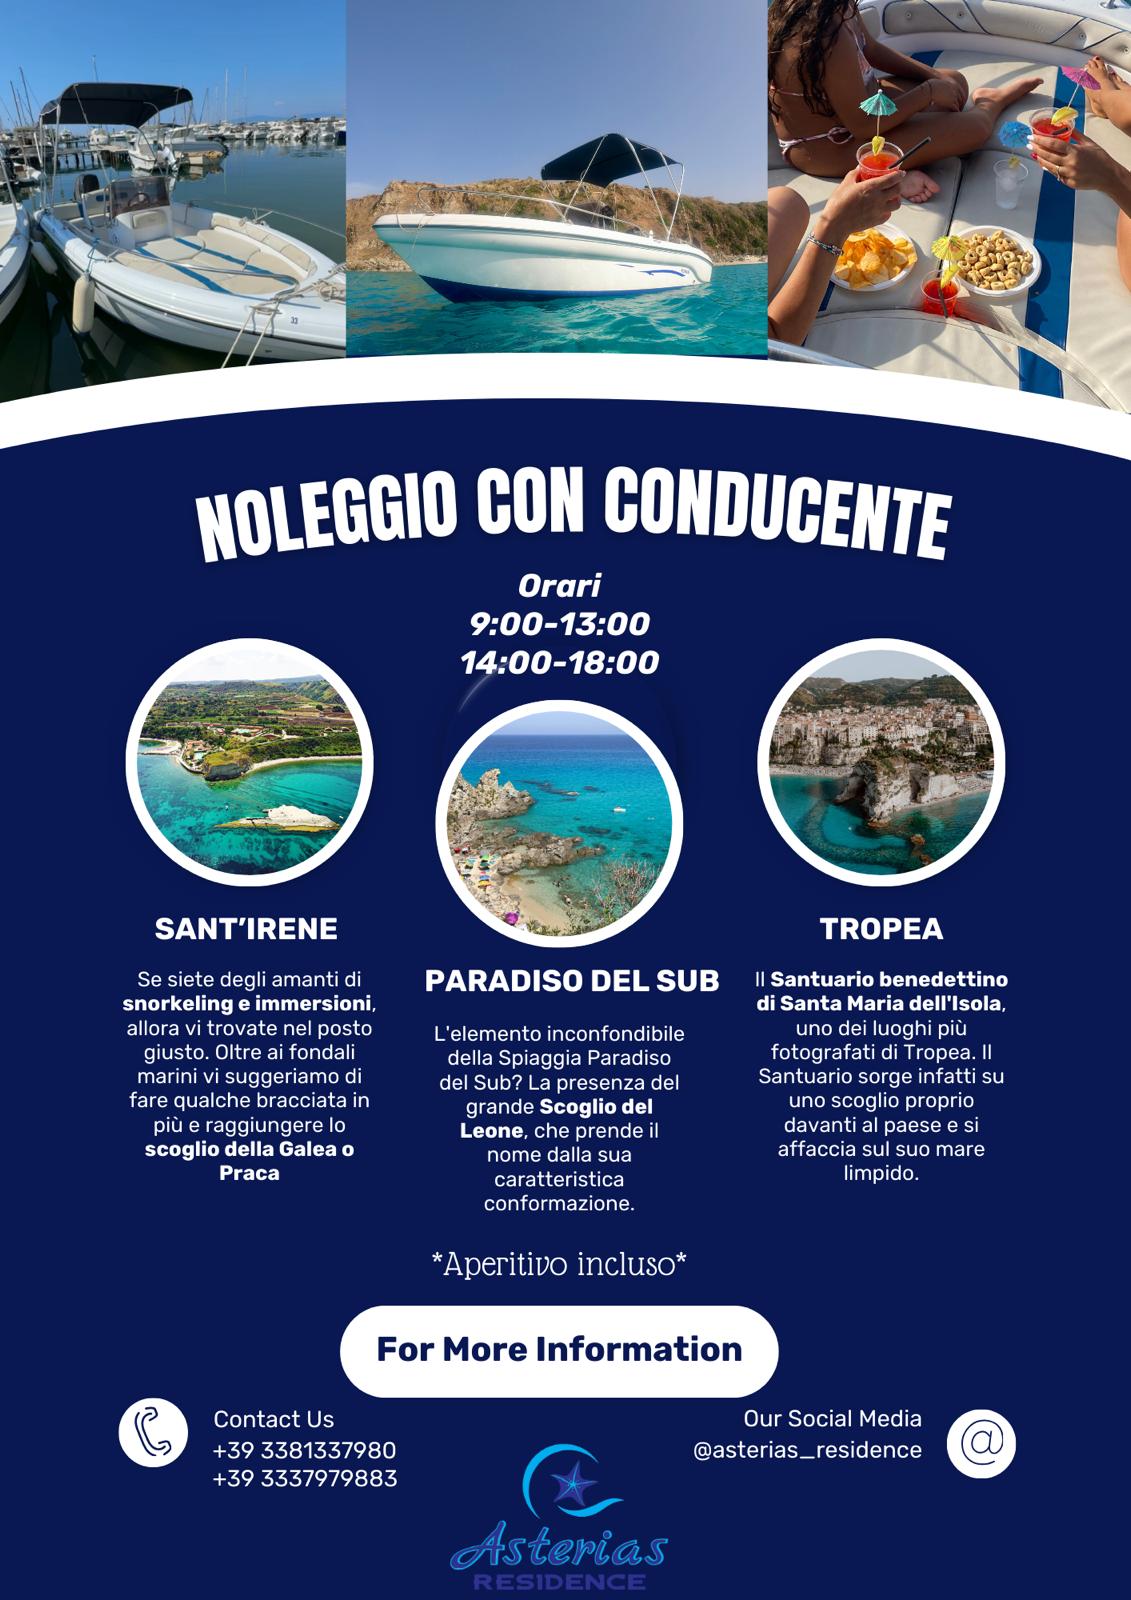 NOLEGGIO CON CONDUCENTE
Orari
9:00-13:00
14:00-18:00
SANT'IRENE
Se siete degli amanti di
snorkeling e immersioni,
allora vi trovate nel posto
giusto. Oltre ai fondali
marini vi suggeriamo di
fare qualche bracciata in
più e raggiungere lo
scoglio della Galea o
Praca
PARADISO DEL SUB
L'elemento inconfondibile
della Spiaggia Paradiso
del Sub? La presenza del
grande Scoglio del
Leone, che prende il
nome dalla sua
caratteristica
conformazione.
TROPEA
Il Santuario benedettino
di Santa Maria dell'Isola,
uno dei luoghi più
fotografati di Tropea. Il
Santuario sorge infatti su
uno scoglio proprio
davanti al paese e si
affaccia sul suo mare
limpido.
*Aperitivo incluso*
For More Information
Contact Us
+39 3381337980
+39 3337979883
Our Social Media
@asterias_residence
@
Asterias
RESIDENCE
33